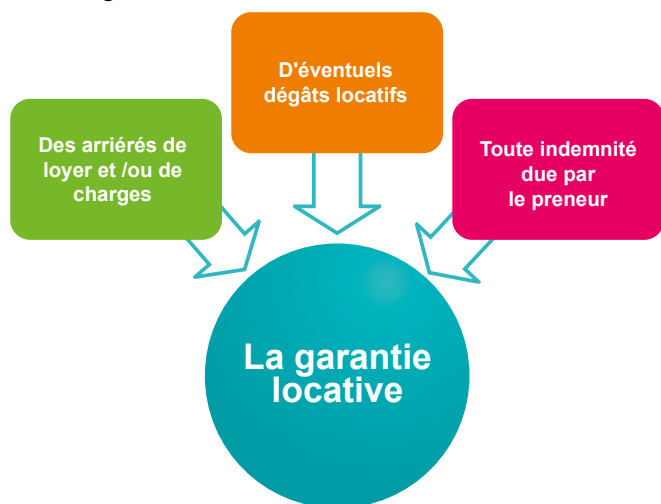 D'éventuels
dégâts locatifs
Des arriérés de
loyer et /ou de
charges
Toute indemnité
due par
le preneur
La garantie
locative